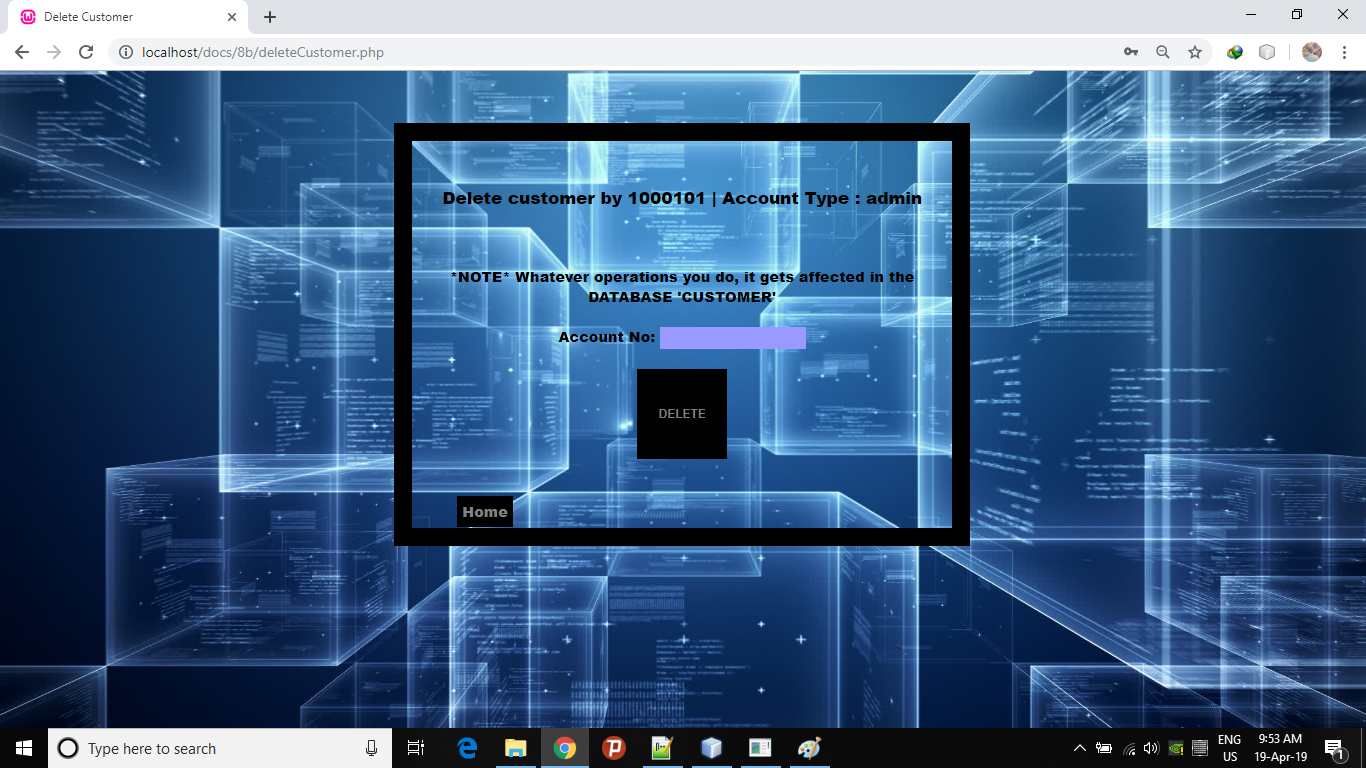 Delete Customer
localhost/docs/8b/deleteCustomer.php
Delete customer by 1000101 | Account Type : admin
*NOTE* Whatever operations you do, it gets affected in the
DATABASE 'CUSTOMER'
Account No:
DELETE
Home
Type here to search
ENG
US
9:53 AM
19-Apr-19
1